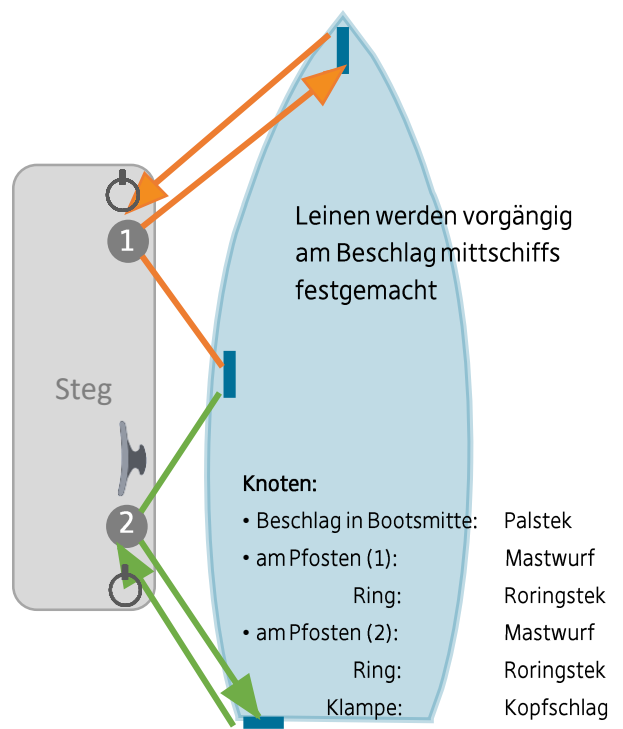 1
Leinen werden vorgängig
am Beschlag mittschiffs
festgemacht
Steg
Knoten:
• Beschlag in Bootsmitte: Palstek
2
• am Pfosten (1): Mastwurf
Ring: Roringstek
• am Pfosten (2): Mastwurf
Ring: Roringstek
Klampe: Kopfschlag